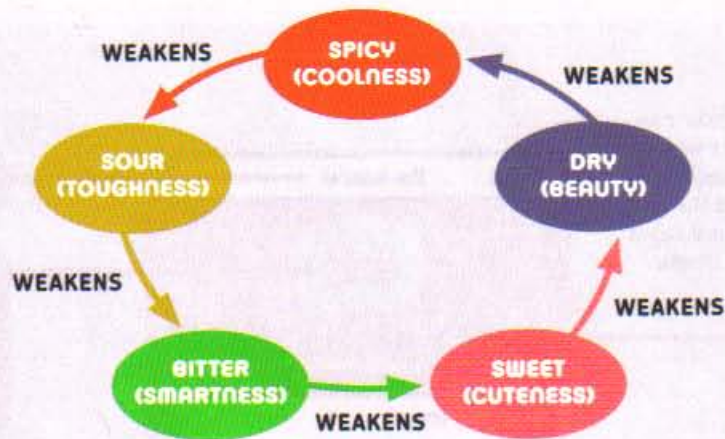 WEAKENS
SPICY
(COOLNESS)
WEAKENS
SOUR
(TOUGHNESS)
DRY
(BEAUTY)
WEAKENS
WEAKENS
BITTER
(SMARTNESS)
WEAKENS
SWEET
(CUTENESS)